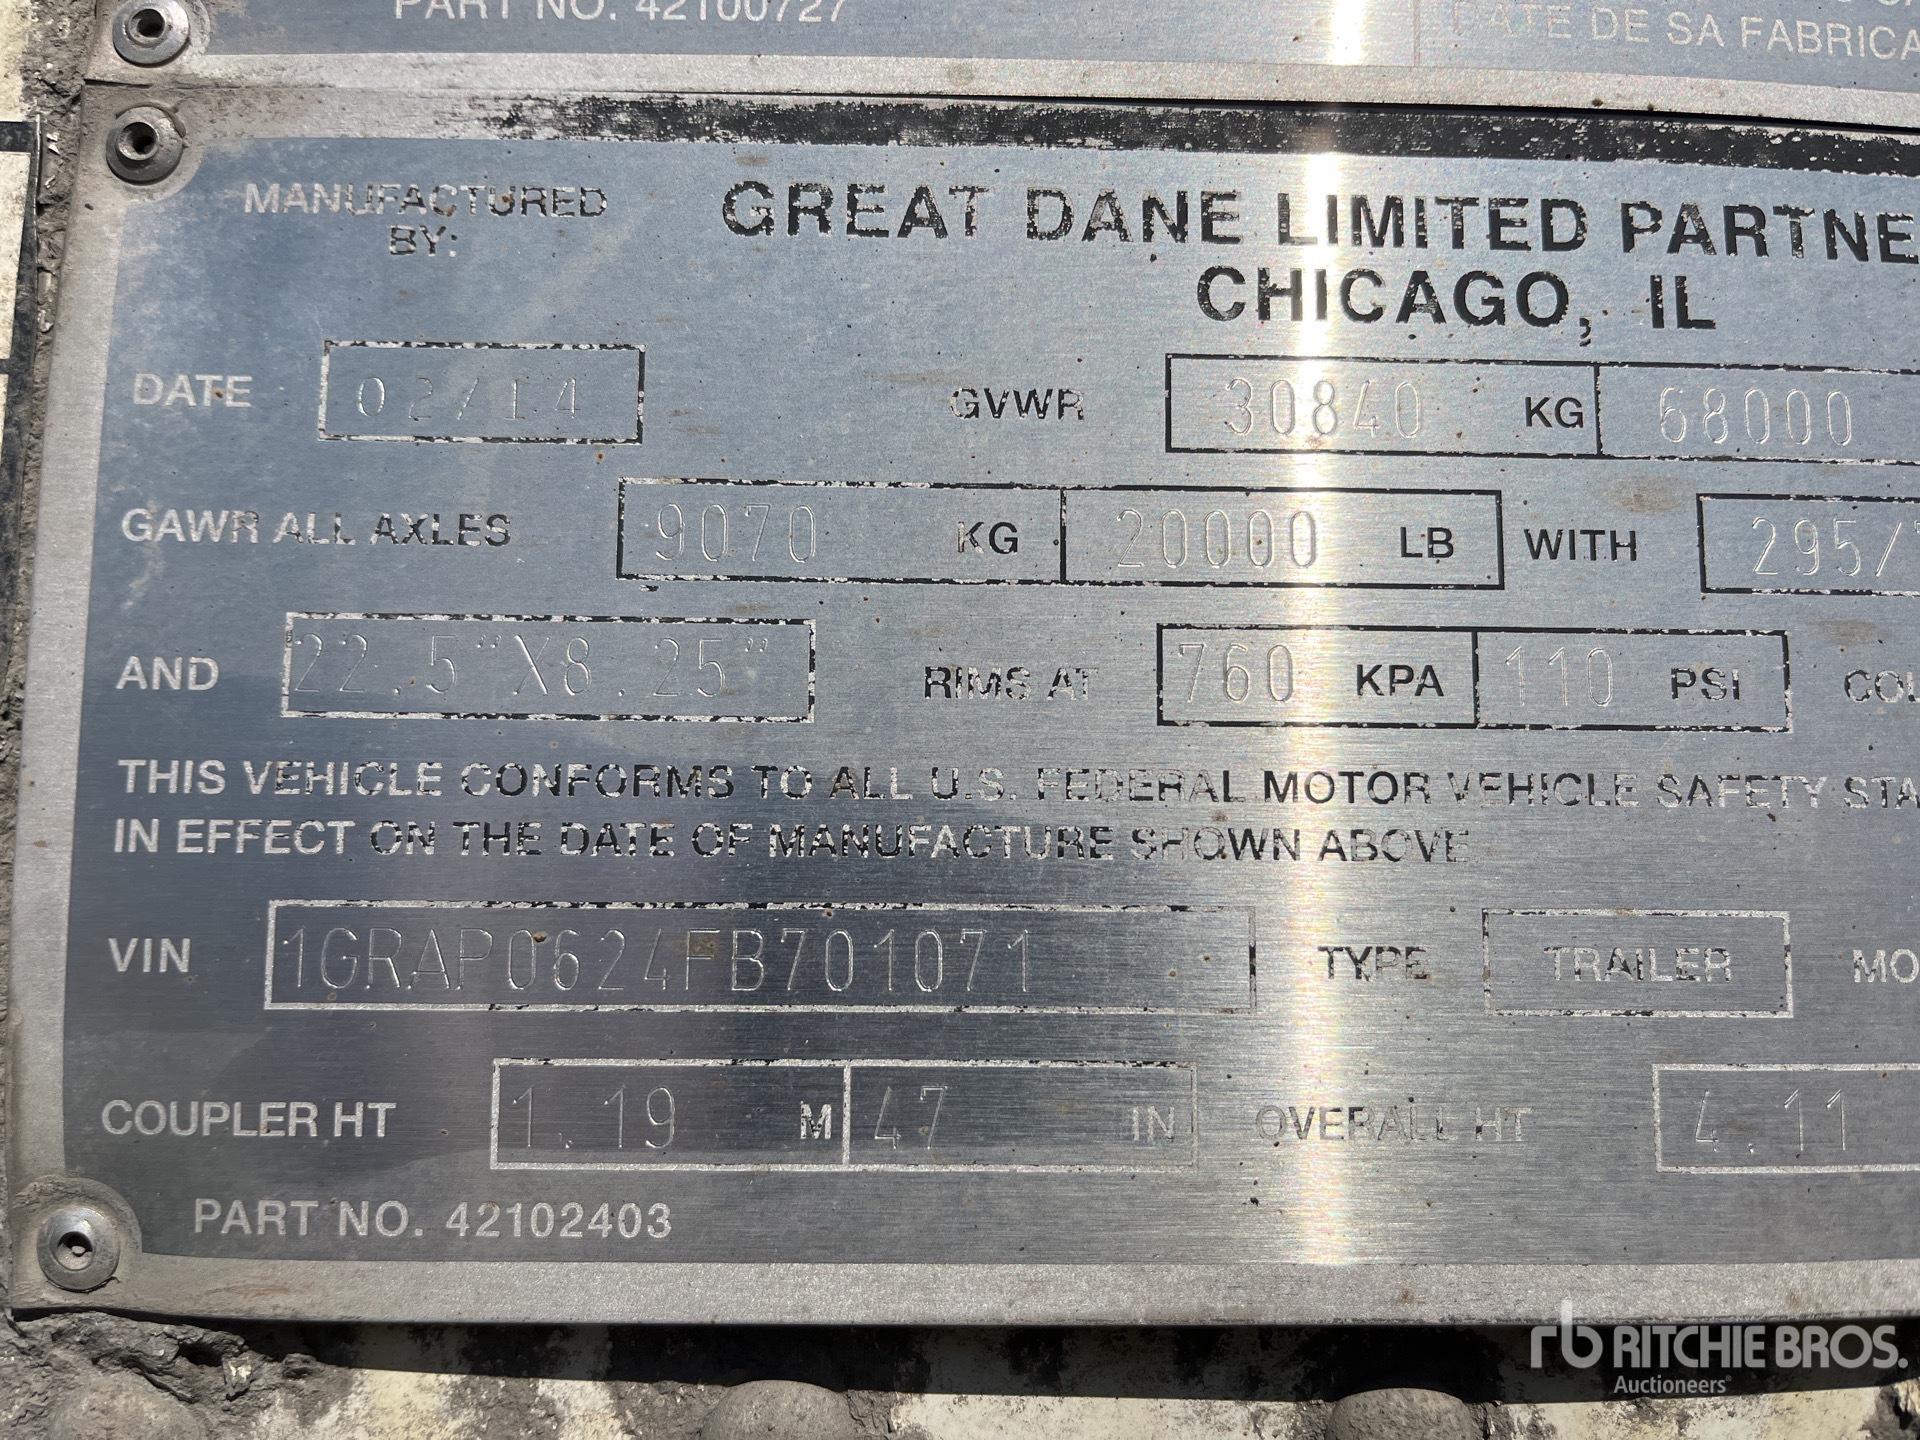 PART NO. 42100727
DATE DE SA FABRICA
MANUFACTURED BY:
GREAT DANE LIMITED PARTNE
CHICAGO, IL
DATE 02/14 GVWR 30840 KG 68000
GAWR ALL AXLES 9070 KG 20000 LB WITH 295/
AND 22.5"X8.25" RIMS AT 760 KPA 110 PSI COL
THIS VEHICLE CONFORMS TO ALL U.S. FEDERAL MOTOR VEHICLE SAFETY STA
IN EFFECT ON THE DATE OF MANUFACTURE SHOWN ABOVE
VIN 1GRAP0624FB701071 TYPE TRAILER MO
COUPLER HT 1.19 M 47 IN OVERALL HT 4.11
PART NO. 42102403
rb RITCHIE BROS.
Auctioneers